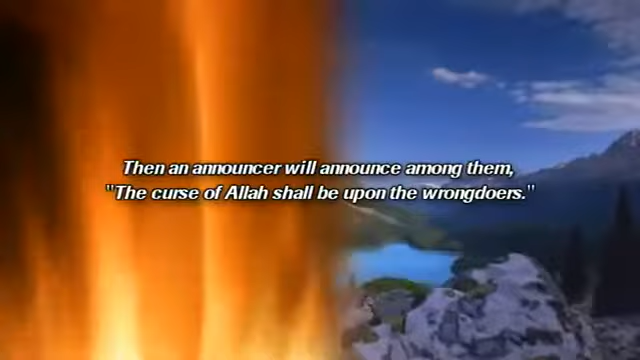 Then an announcer will announce among them,
"The curse of Allah shall be upon the wrongdoers."